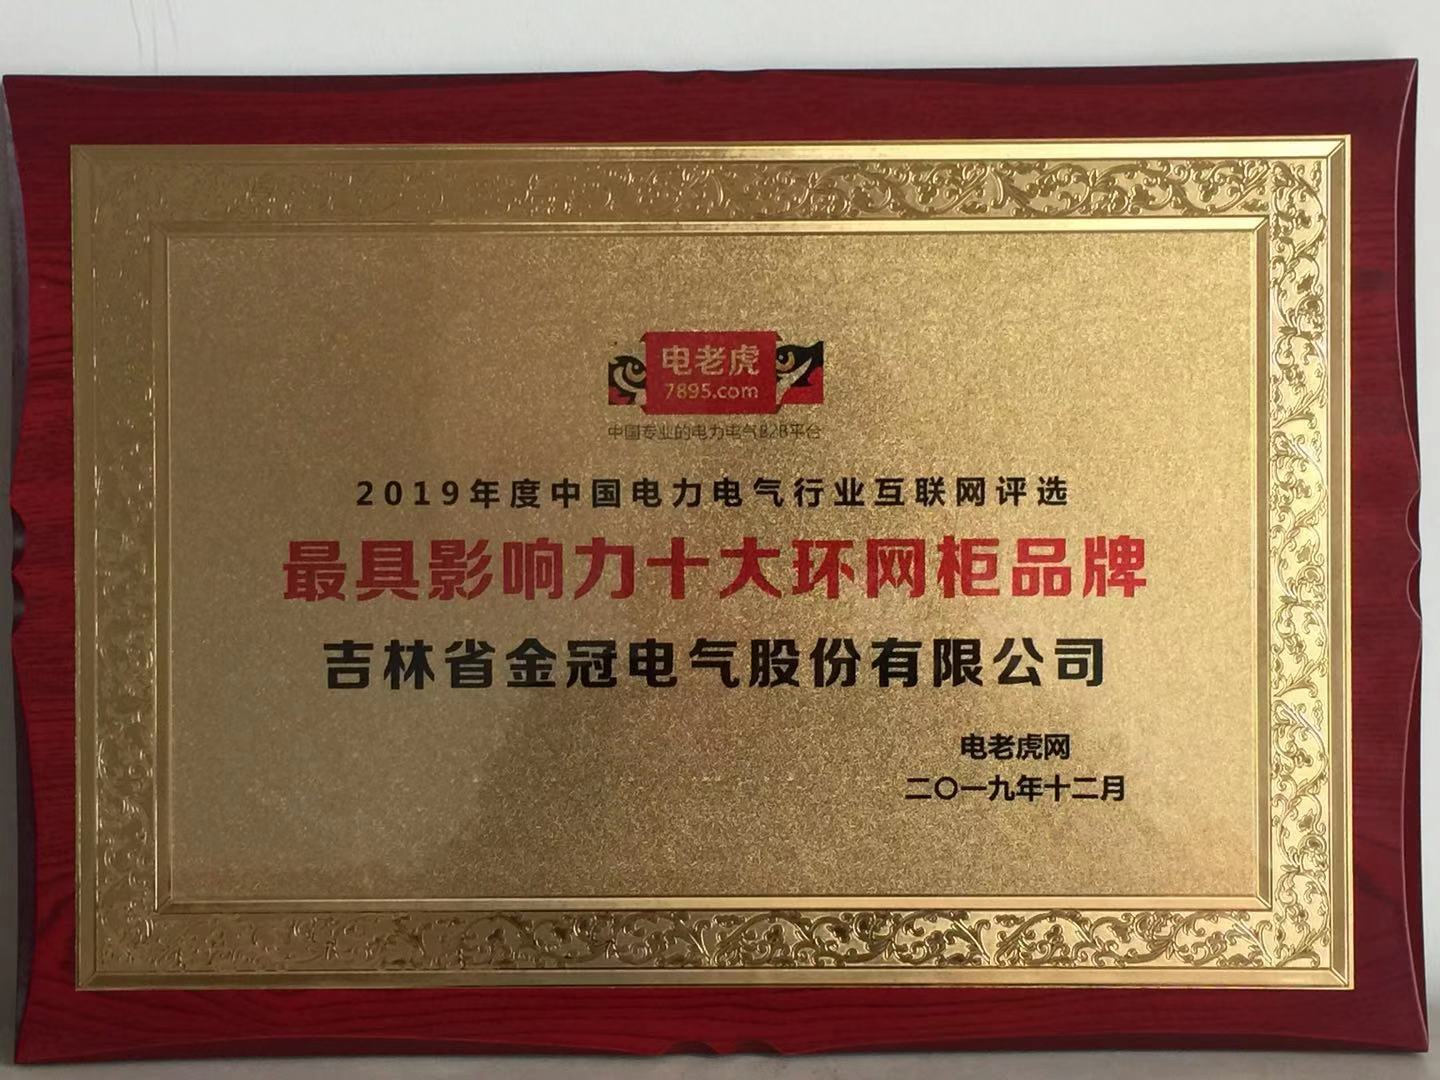 电老虎
7895.com
中国专业的电力电气B2B平台
2019年度中国电力电气行业互联网评选
最具影响力十大环网柜品牌
吉林省金冠电气股份有限公司
电老虎网
二〇一九年十二月